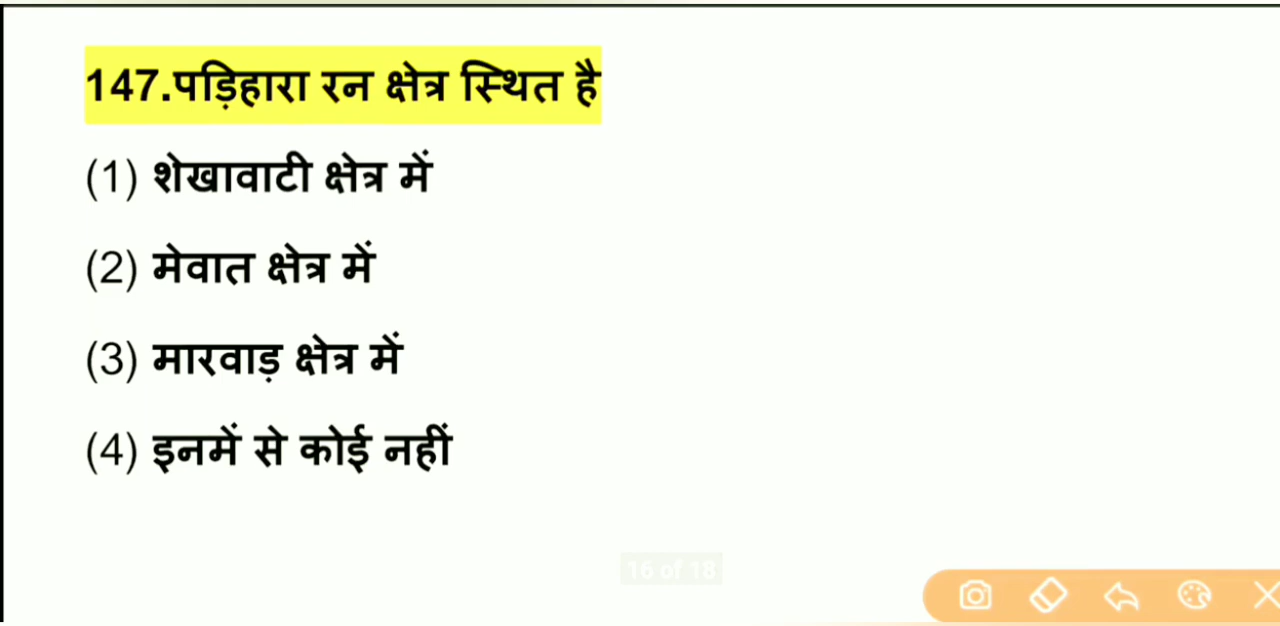 147.पड़िहारा रन क्षेत्र स्थित है
(1) शेखावाटी क्षेत्र में
(2) मेवात क्षेत्र में
(3) मारवाड़ क्षेत्र में
(4) इनमें से कोई नहीं
16 of 18